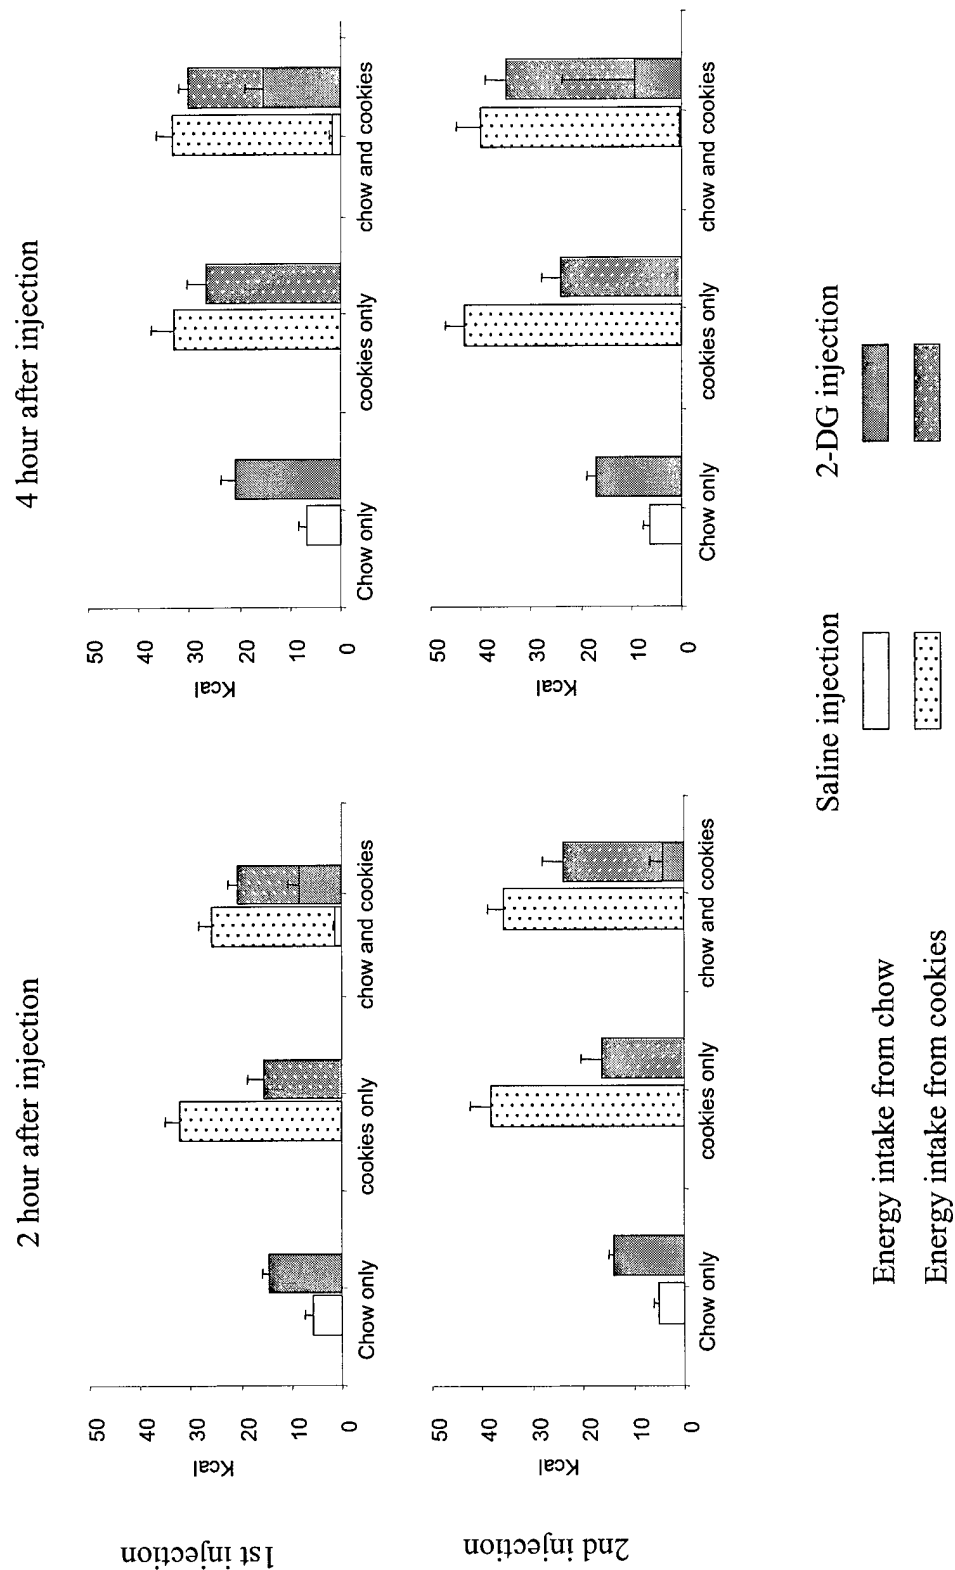 2 hour after injection
4 hour after injection
1st injection
Kcal
50
40
30
20
10
0
Chow only
cookies only
chow and cookies
Kcal
50
40
30
20
10
0
Chow only
cookies only
chow and cookies
2nd injection
Kcal
50
40
30
20
10
0
Chow only
cookies only
chow and cookies
Kcal
50
40
30
20
10
0
Chow only
cookies only
chow and cookies
Saline injection
2-DG injection
Energy intake from chow
Energy intake from cookies